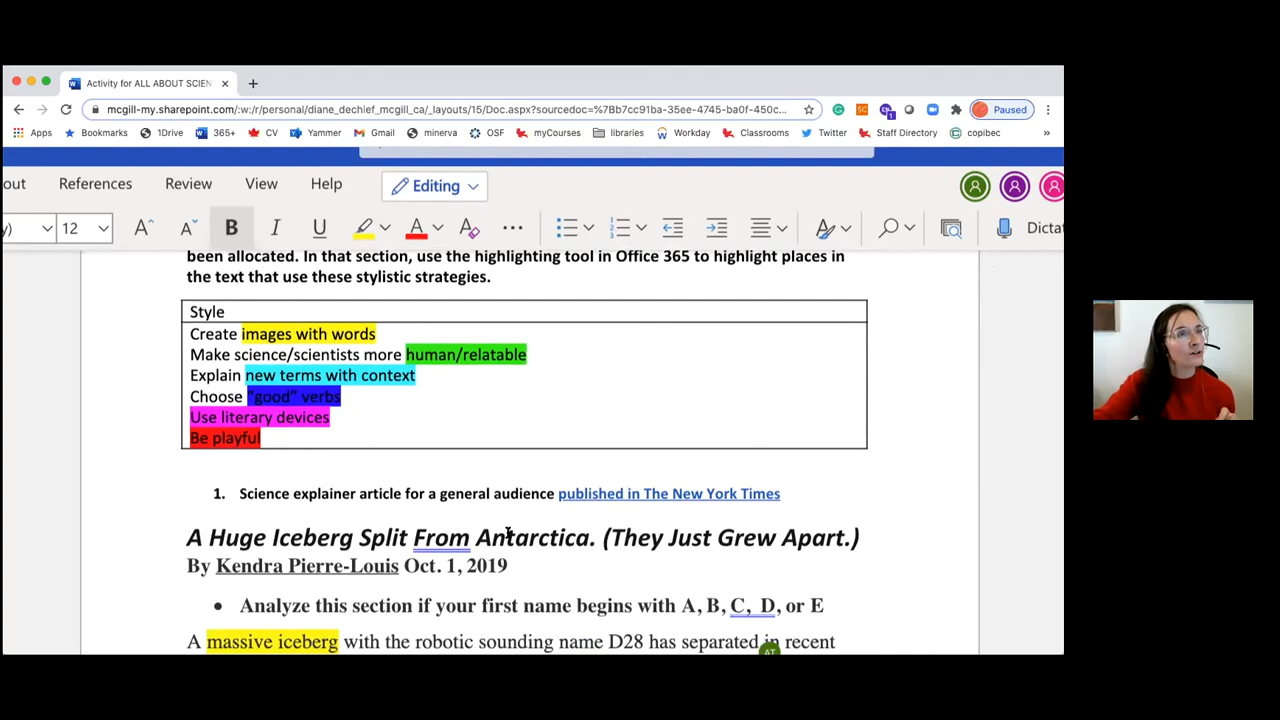 Activity for ALL ABOUT SCIEN
mcgill-my.sharepoint.com/:w:/r/personal/diane_dechief_mcgill_ca/_layouts/15/Doc.aspx?sourcedoc=%7Bb7cc91ba-35ee-4745-ba0f-450c...
Paused
Apps Bookmarks 1Drive 365+ CV Yammer Gmail minerva OSF myCourses libraries Workday Classrooms Twitter Staff Directory copibec
out References Review View Help Editing
y) 12 B I U A Dictat
been allocated. In that section, use the highlighting tool in Office 365 to highlight places in
the text that use these stylistic strategies.
Style
Create images with words
Make science/scientists more human/relatable
Explain new terms with context
Choose "good" verbs
Use literary devices
Be playful
1. Science explainer article for a general audience published in The New York Times
A Huge Iceberg Split From Antarctica. (They Just Grew Apart.)
By Kendra Pierre-Louis Oct. 1, 2019
• Analyze this section if your first name begins with A, B, C, D, or E
A massive iceberg with the robotic sounding name D28 has separated in recent
AT